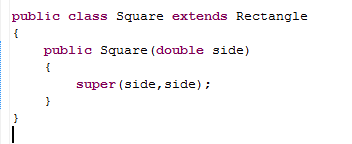 public class Square extends Rectangle
{
    public Square(double side)
    {
        super(side,side);
    }
}